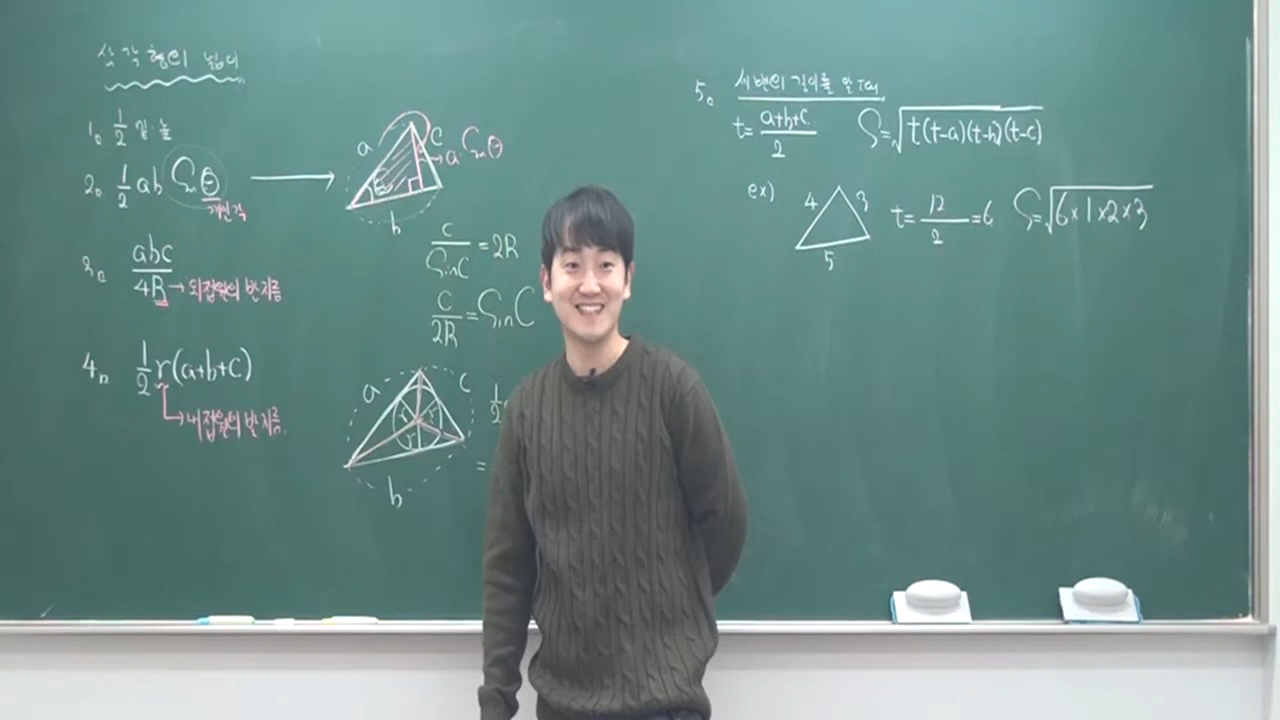 삼각형의 넓이
1. 1/2 밑·높
2. 1/2 ab Sinθ
끼인각
3. abc/4R → 외접원의 반지름
4. 1/2 r(a+b+c)
→ 내접원의 반지름
a c a·Sinθ
θ
b
c/SinC = 2R
c/2R = SinC
a c
r r
r
b
1/2
=
5. 세 변의 길이를 알 때
t = a+b+c/2 S = √t(t-a)(t-b)(t-c)
ex) 4 3 t = 12/2 = 6 S = √6×1×2×3
5